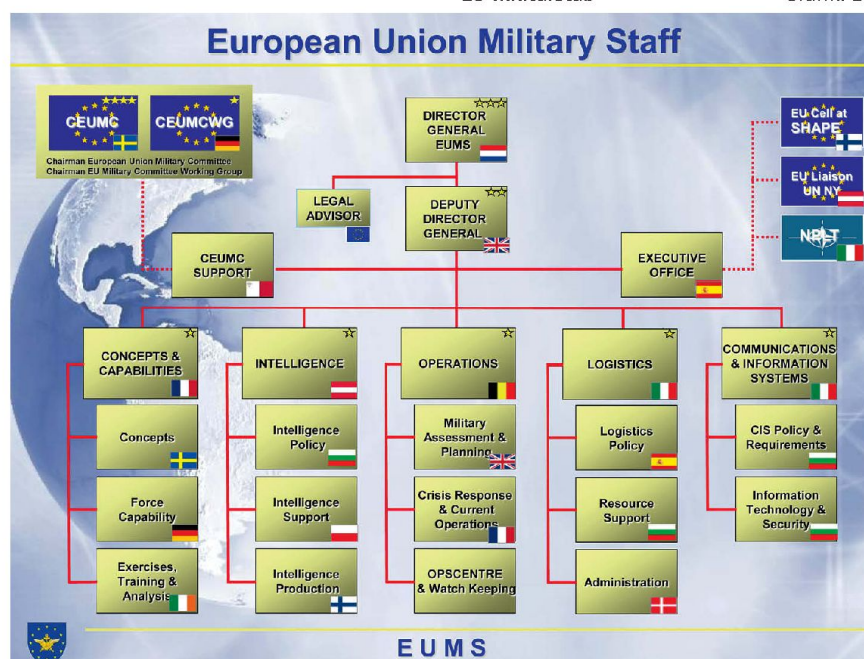 European Union Military Staff
CEUMC
CEUMCWG
Chairman European Union Military Committee
Chairman EU Military Committee Working Group
DIRECTOR
GENERAL
EUMS
EU Cell at
SHAPE
EU Liaison
UN NY
LEGAL
ADVISOR
DEPUTY
DIRECTOR
GENERAL
CEUMC
SUPPORT
EXECUTIVE
OFFICE
CONCEPTS &
CAPABILITIES
INTELLIGENCE
OPERATIONS
LOGISTICS
COMMUNICATIONS
& INFORMATION
SYSTEMS
Concepts
Intelligence
Policy
Military
Assessment &
Planning
Logistics
Policy
CIS Policy &
Requirements
Force
Capability
Intelligence
Support
Crisis Response
& Current
Operations
Resource
Support
Information
Technology &
Security
Exercises,
Training &
Analysis
Intelligence
Production
OPSCENTRE
& Watch Keeping
Administration
EUMS